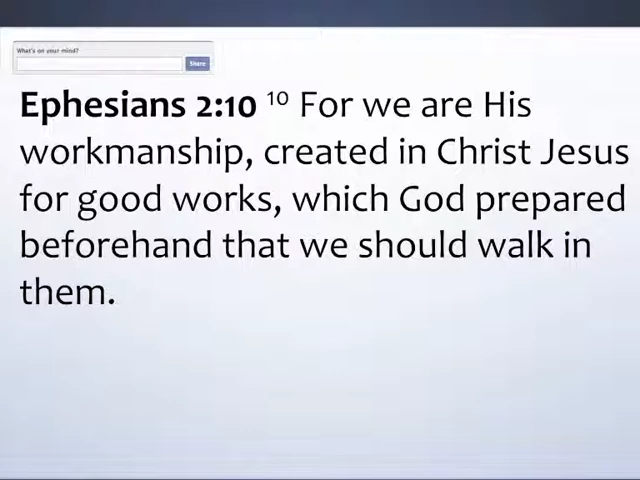 What's on your mind?
Share
Ephesians 2:10 ¹⁰ For we are His
workmanship, created in Christ Jesus
for good works, which God prepared
beforehand that we should walk in
them.